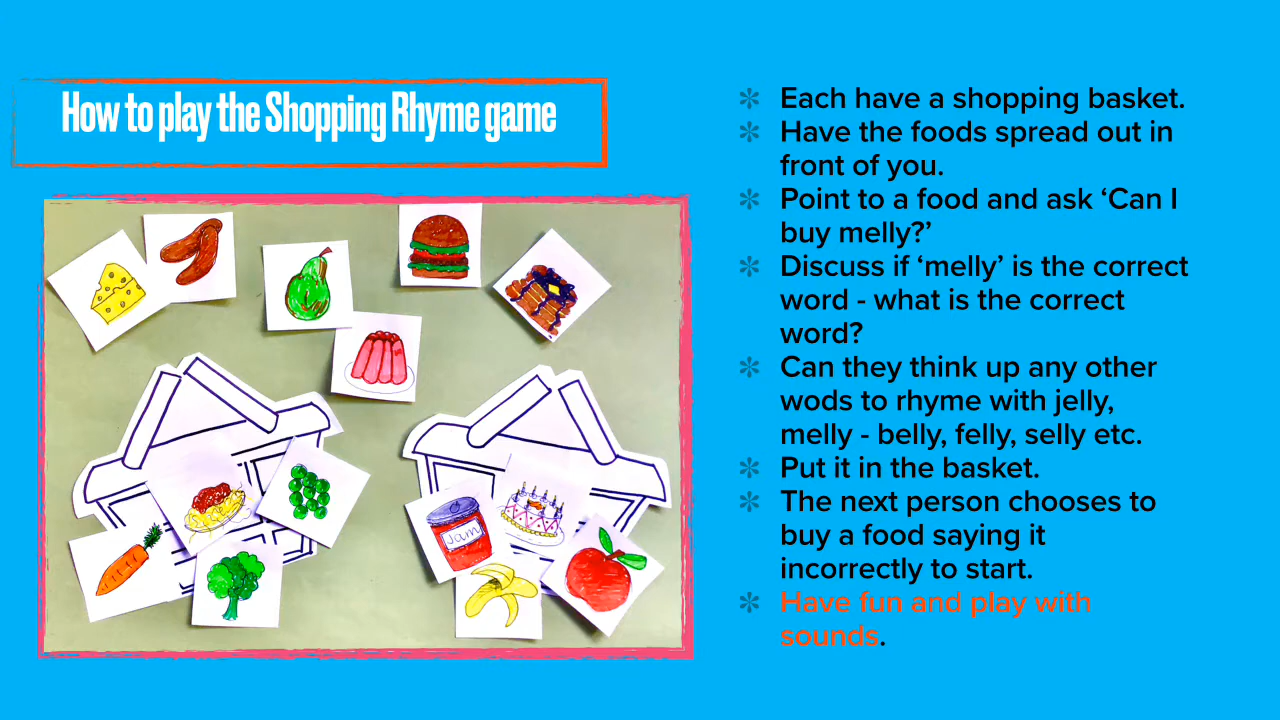 How to play the Shopping Rhyme game
Jam
Each have a shopping basket.
Have the foods spread out in
front of you.
Point to a food and ask ‘Can I
buy melly?’
Discuss if ‘melly’ is the correct
word - what is the correct
word?
Can they think up any other
wods to rhyme with jelly,
melly - belly, felly, selly etc.
Put it in the basket.
The next person chooses to
buy a food saying it
incorrectly to start.
Have fun and play with
sounds.